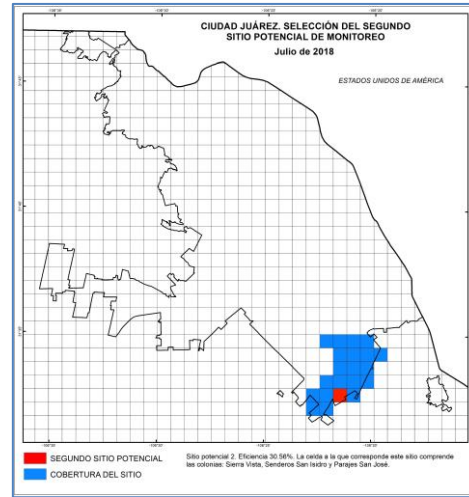 CIUDAD JUÁREZ. SELECCIÓN DEL SEGUNDO
SITIO POTENCIAL DE MONITOREO
Julio de 2018
ESTADOS UNIDOS DE AMÉRICA
SEGUNDO SITIO POTENCIAL
COBERTURA DEL SITIO
Sitio potencial 2. Eficiencia 30.56%. La celda a la que corresponde este sitio comprende
las colonias: Sierra Vista, Senderos San Isidro y Parajes San José.